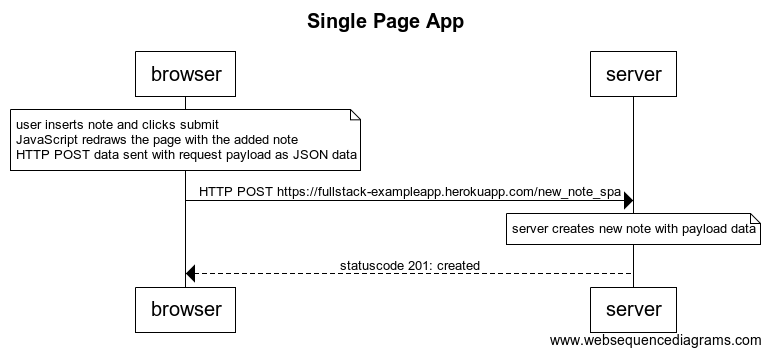 Single Page App
browser
server
user inserts note and clicks submit
JavaScript redraws the page with the added note
HTTP POST data sent with request payload as JSON data
HTTP POST https://fullstack-exampleapp.herokuapp.com/new_note_spa
server creates new note with payload data
statuscode 201: created
browser
server
www.websequencediagrams.com